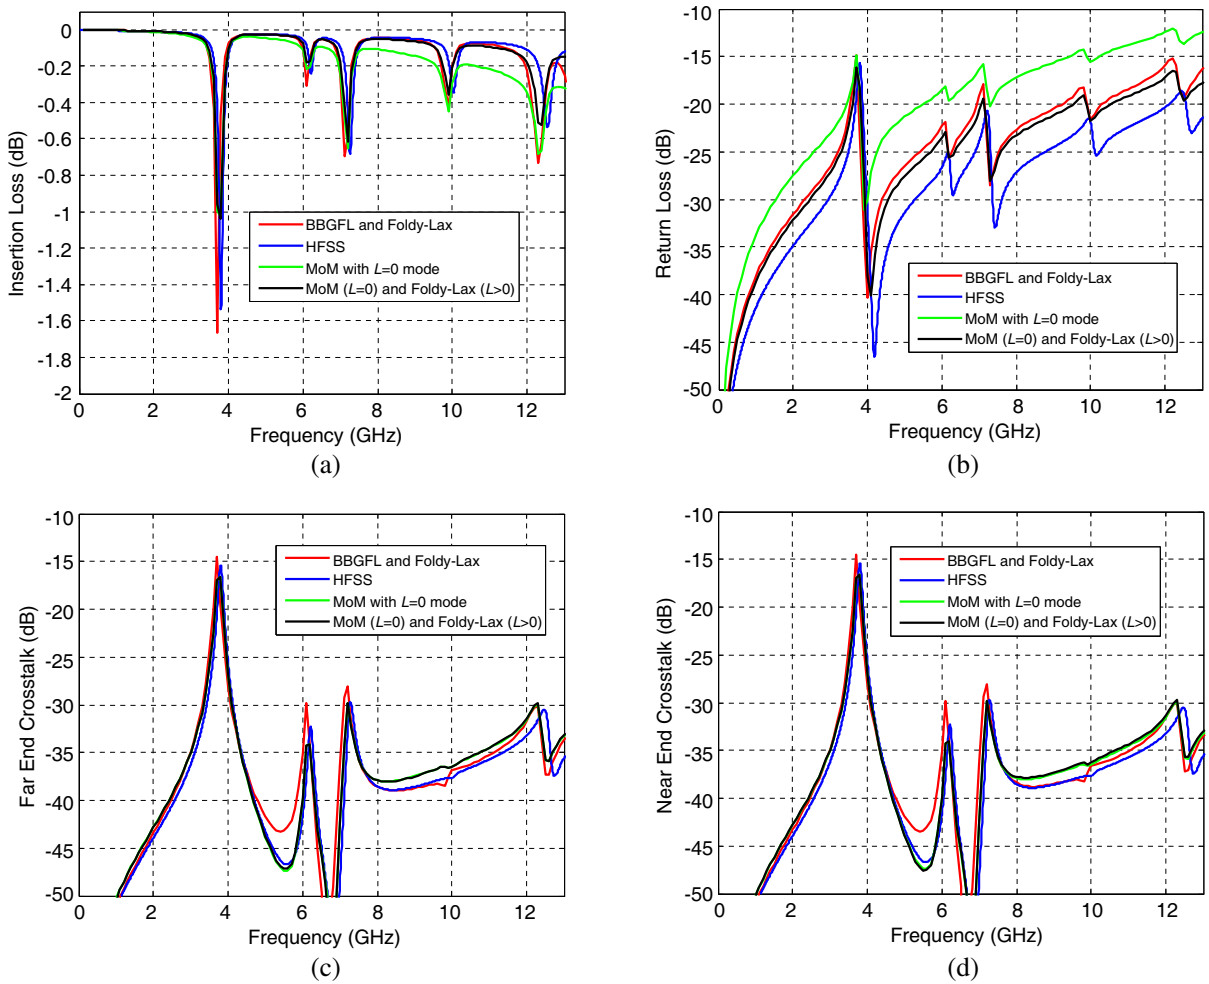 0
-0.2
-0.4
-0.6
-0.8
-1
-1.2
-1.4
-1.6
-1.8
-2
Insertion Loss (dB)
BBGFL and Foldy-Lax
HFSS
MoM with L=0 mode
MoM (L=0) and Foldy-Lax (L>0)
0 2 4 6 8 10 12
Frequency (GHz)
(a)
-10
-15
-20
-25
-30
-35
-40
-45
-50
Return Loss (dB)
BBGFL and Foldy-Lax
HFSS
MoM with L=0 mode
MoM (L=0) and Foldy-Lax (L>0)
0 2 4 6 8 10 12
Frequency (GHz)
(b)
-10
-15
-20
-25
-30
-35
-40
-45
-50
Far End Crosstalk (dB)
BBGFL and Foldy-Lax
HFSS
MoM with L=0 mode
MoM (L=0) and Foldy-Lax (L>0)
0 2 4 6 8 10 12
Frequency (GHz)
(c)
-10
-15
-20
-25
-30
-35
-40
-45
-50
Near End Crosstalk (dB)
BBGFL and Foldy-Lax
HFSS
MoM with L=0 mode
MoM (L=0) and Foldy-Lax (L>0)
0 2 4 6 8 10 12
Frequency (GHz)
(d)